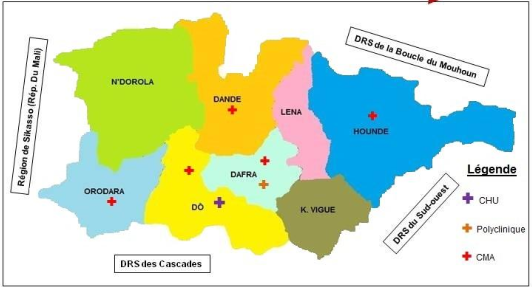 DRS de la Boucle du Mouhoun
Région de Sikasso (Rép. Du Mali)
N'DOROLA
DANDE
LENA
HOUNDE
ORODARA
DAFRA
DÔ
K. VIGUE
DRS du Sud-ouest
DRS des Cascades
Légende
CHU
Polyclinique
CMA